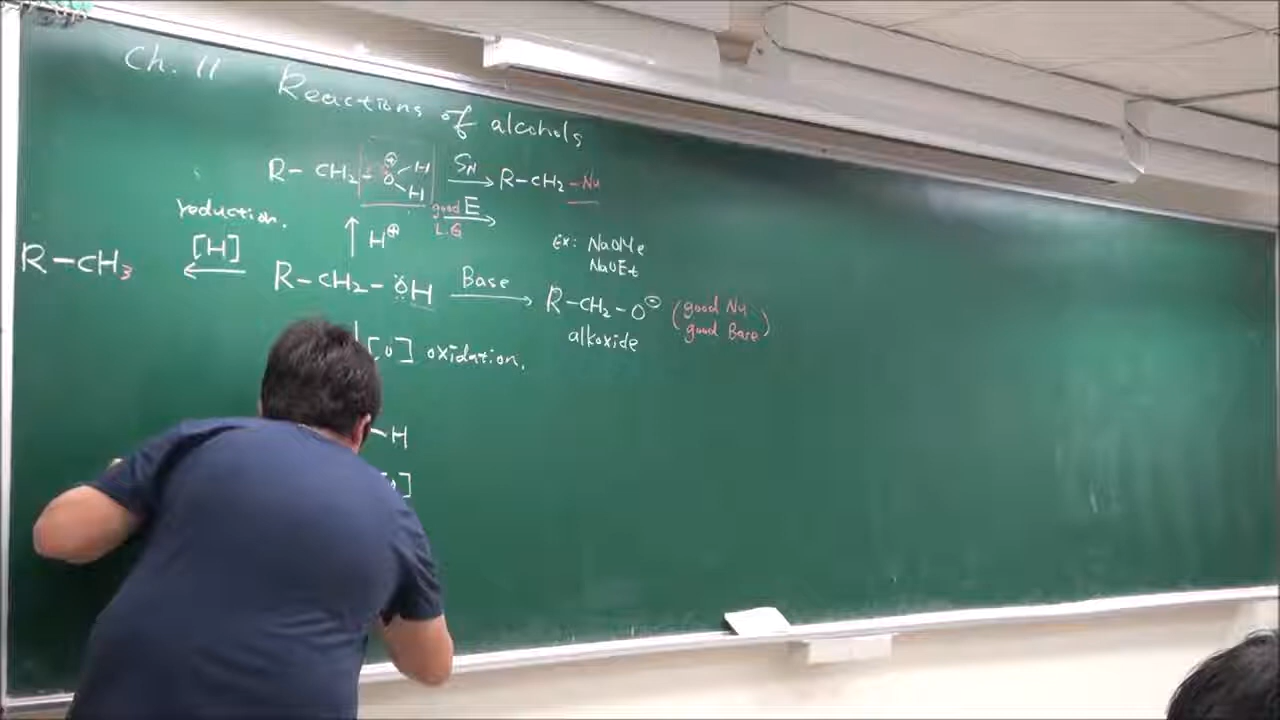 Ch. 11 Reactions of alcohols
R-CH2-O⊕ H H SN → R-CH2-Nu
good L.G
E →
reduction.
↑ H⊕
Ex: NaOMe
NaOEt
R-CH3 ← [H] R-CH2-ÖH Base → R-CH2-O⊖ (good Nu good Base)
alkoxide
[O] oxidation.
-H
[O]